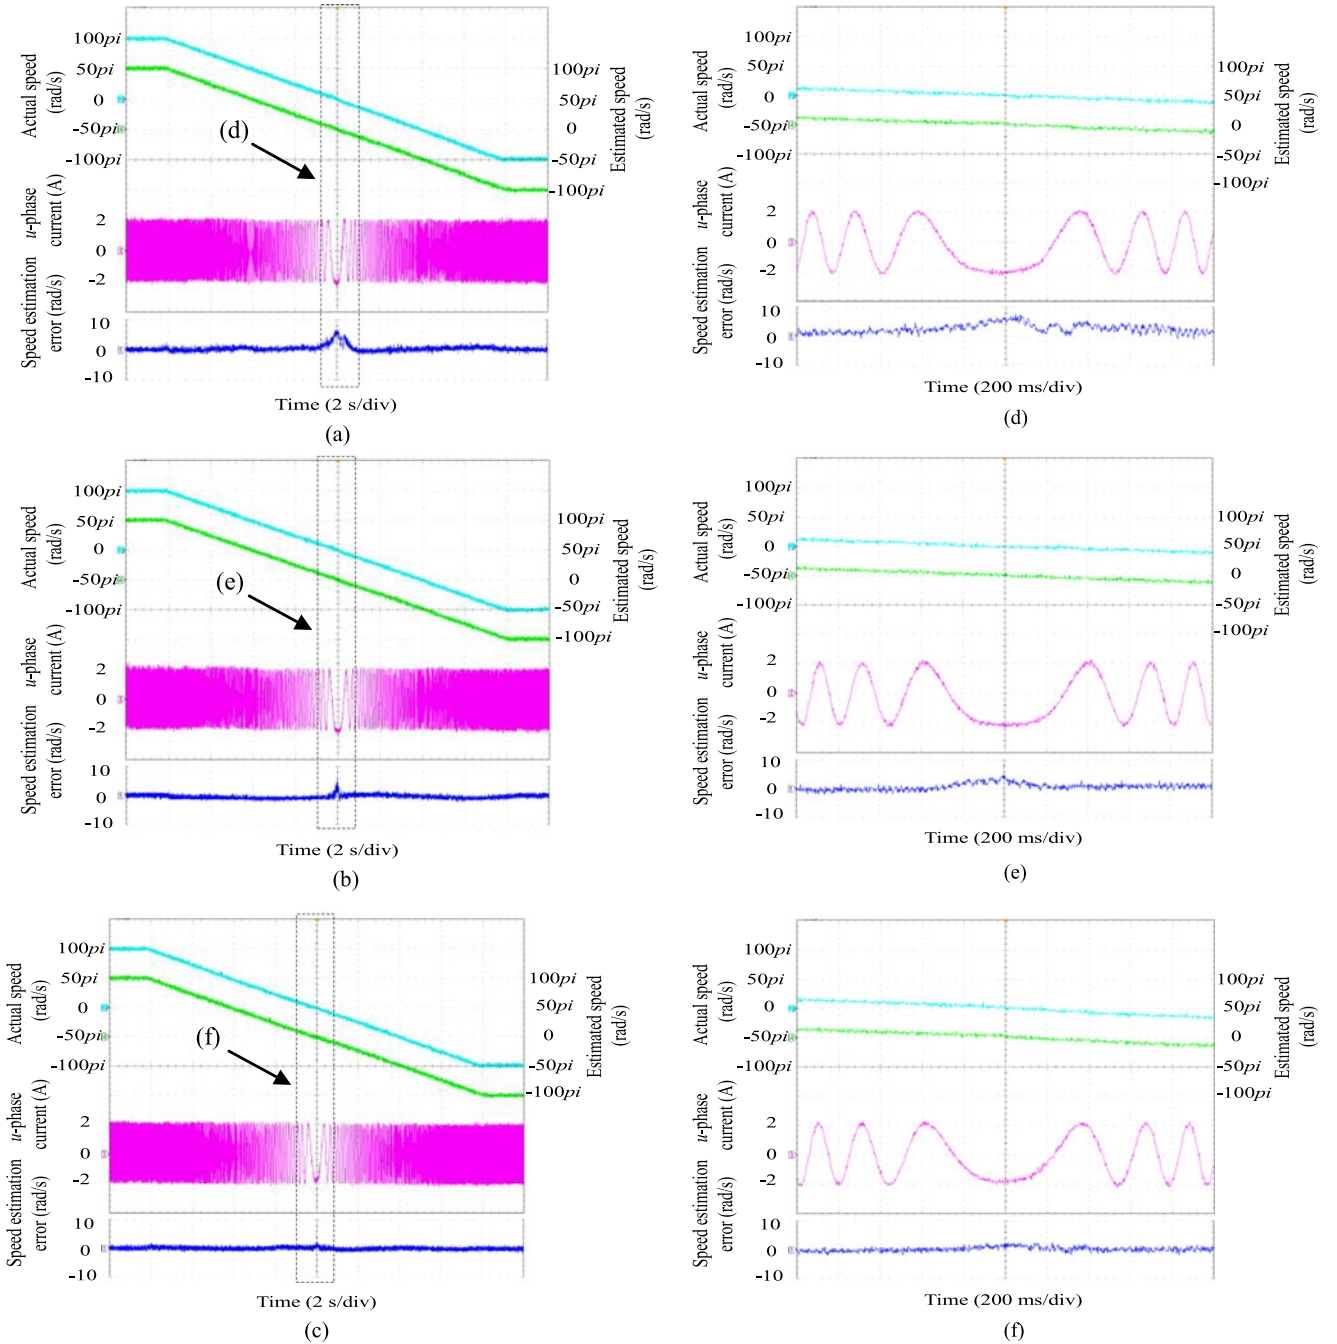 100pi
50pi
0
-50pi
-100pi
Actual speed
(rad/s)
100pi
50pi
0
-50pi
-100pi
Estimated speed
(rad/s)
(d)
u-phase
current (A)
2
0
-2
Speed estimation
error (rad/s)
10
0
-10
Time (2 s/div)
(a)
100pi
50pi
0
-50pi
-100pi
Actual speed
(rad/s)
100pi
50pi
0
-50pi
-100pi
Estimated speed
(rad/s)
u-phase
current (A)
2
0
-2
Speed estimation
error (rad/s)
10
0
-10
Time (200 ms/div)
(d)
100pi
50pi
0
-50pi
-100pi
Actual speed
(rad/s)
100pi
50pi
0
-50pi
-100pi
Estimated speed
(rad/s)
(e)
u-phase
current (A)
2
0
-2
Speed estimation
error (rad/s)
10
0
-10
Time (2 s/div)
(b)
100pi
50pi
0
-50pi
-100pi
Actual speed
(rad/s)
100pi
50pi
0
-50pi
-100pi
Estimated speed
(rad/s)
u-phase
current (A)
2
0
-2
Speed estimation
error (rad/s)
10
0
-10
Time (200 ms/div)
(e)
100pi
50pi
0
-50pi
-100pi
Actual speed
(rad/s)
100pi
50pi
0
-50pi
-100pi
Estimated speed
(rad/s)
(f)
u-phase
current (A)
2
0
-2
Speed estimation
error (rad/s)
10
0
-10
Time (2 s/div)
(c)
100pi
50pi
0
-50pi
-100pi
Actual speed
(rad/s)
100pi
50pi
0
-50pi
-100pi
Estimated speed
(rad/s)
u-phase
current (A)
2
0
-2
Speed estimation
error (rad/s)
10
0
-10
Time (200 ms/div)
(f)